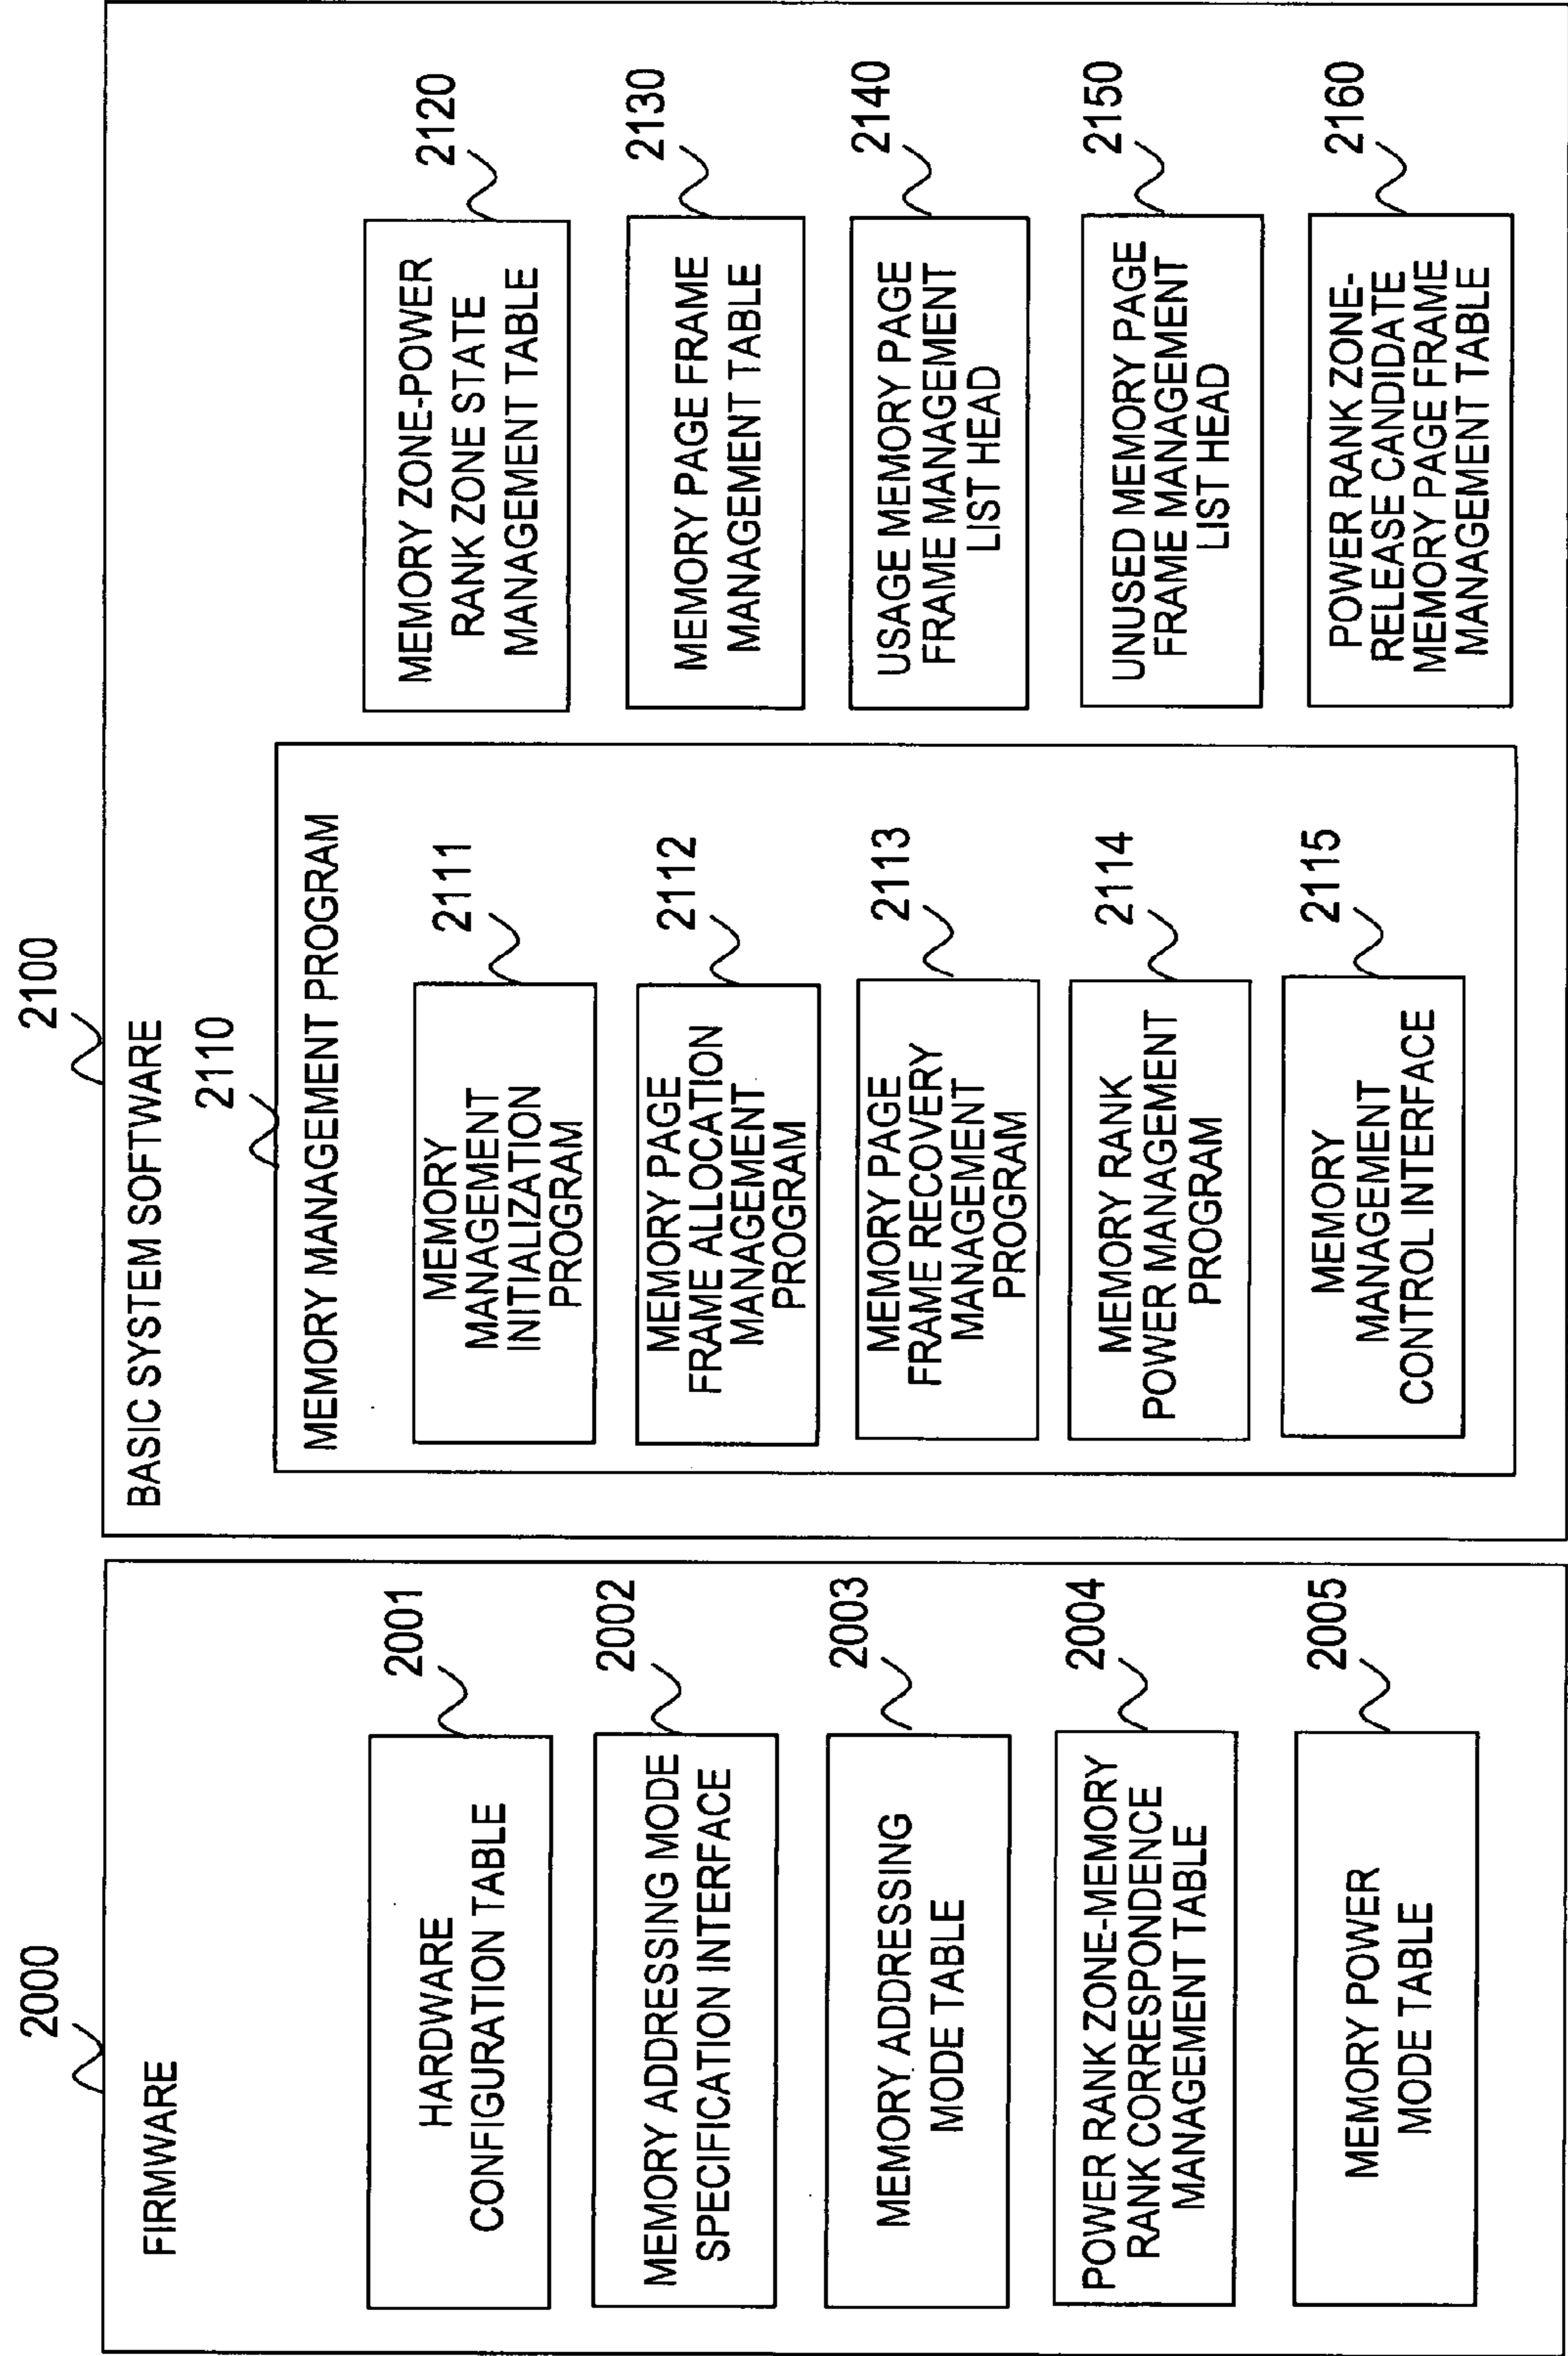 2000
FIRMWARE
2001
HARDWARE
CONFIGURATION TABLE
2002
MEMORY ADDRESSING MODE
SPECIFICATION INTERFACE
2003
MEMORY ADDRESSING
MODE TABLE
2004
POWER RANK ZONE-MEMORY
RANK CORRESPONDENCE
MANAGEMENT TABLE
2005
MEMORY POWER
MODE TABLE
2100
BASIC SYSTEM SOFTWARE
2110
MEMORY MANAGEMENT PROGRAM
2111
MEMORY
MANAGEMENT
INITIALIZATION
PROGRAM
2112
MEMORY PAGE
FRAME ALLOCATION
MANAGEMENT
PROGRAM
2113
MEMORY PAGE
FRAME RECOVERY
MANAGEMENT
PROGRAM
2114
MEMORY RANK
POWER MANAGEMENT
PROGRAM
2115
MEMORY
MANAGEMENT
CONTROL INTERFACE
2120
MEMORY ZONE-POWER
RANK ZONE STATE
MANAGEMENT TABLE
2130
MEMORY PAGE FRAME
MANAGEMENT TABLE
2140
USAGE MEMORY PAGE
FRAME MANAGEMENT
LIST HEAD
2150
UNUSED MEMORY PAGE
FRAME MANAGEMENT
LIST HEAD
2160
POWER RANK ZONE-
RELEASE CANDIDATE
MEMORY PAGE FRAME
MANAGEMENT TABLE